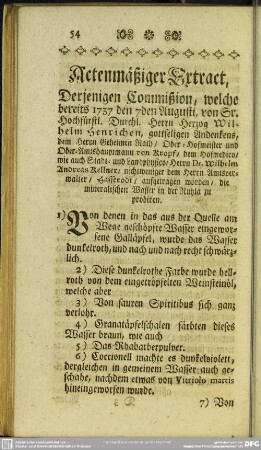 54
Actenmäßiger Extract,
Derjenigen Commißion, welche
bereits 1737 den 7den Augusti, von Sr.
Hochfürstl. Durchl. Herrn Herzog Wil-
helm Henrichen, gottseligen Andenkens,
dem Herrn Geheimen Rath/ Ober-Hofmeister und
Ober-Amtshauptmann von Knopf/ dem Hofmedico/
wie auch Stadt- und Landphysico/ Herrn Dr. Wilhelm
Andreas Kellner/ nichtweniger dem Herrn Amtsver-
walter/ aufgetragen worden/ die
mineralischen Wasser in der Ruhla zu
probiren.
1) Von denen in das aus der Quelle am
Wege geschöpfte Wasser eingewor-
fene Galläpfel, wurde das Wasser
dunkelroth, und nach und nach recht schwärz-
lich.
2) Diese dunkelrothe Farbe wurde hell-
roth von dem eingetröpfelten Weinsteinöl,
welche aber
3) Von sauren Spiritibus sich ganz
verlohr.
4) Granatäpfelschalen färbten dieses
Wasser braun, wie auch
5) Das Rhabarberpulver.
6) Coccionell machte es dunkelviolett,
dergleichen in gemeinem Wasser auch ge-
schahe, nachdem etwas von Vitriolo martis
hineingeworfen wurde.
7) Von